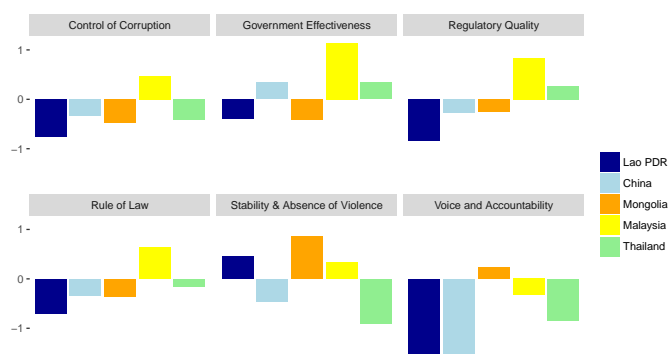 Control of Corruption
Government Effectiveness
Regulatory Quality
1
0
−1
Rule of Law
Stability & Absence of Violence
Voice and Accountability
1
0
−1
Lao PDR
China
Mongolia
Malaysia
Thailand